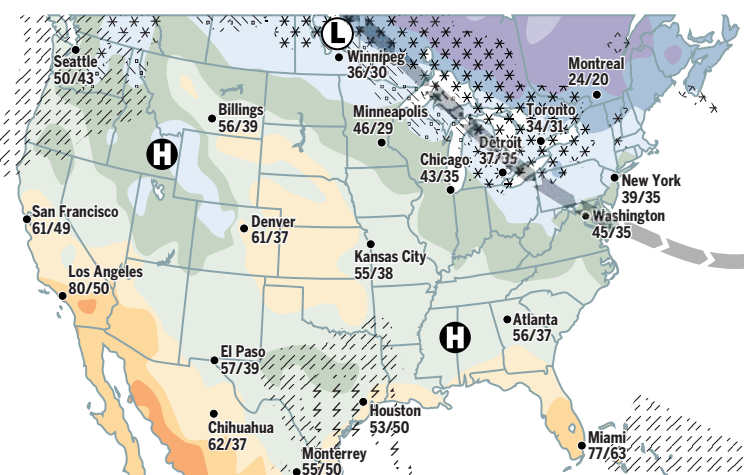 L
Winnipeg
36/30
Seattle
50/43
Montreal
24/20
Billings
56/39
Minneapolis
46/29
Toronto
34/31
Detroit
37/35
H
Chicago
43/35
New York
39/35
San Francisco
61/49
Denver
61/37
Washington
45/35
Kansas City
55/38
Los Angeles
80/50
H
Atlanta
56/37
El Paso
57/39
Houston
53/50
Chihuahua
62/37
Miami
77/63
Monterrey
55/50